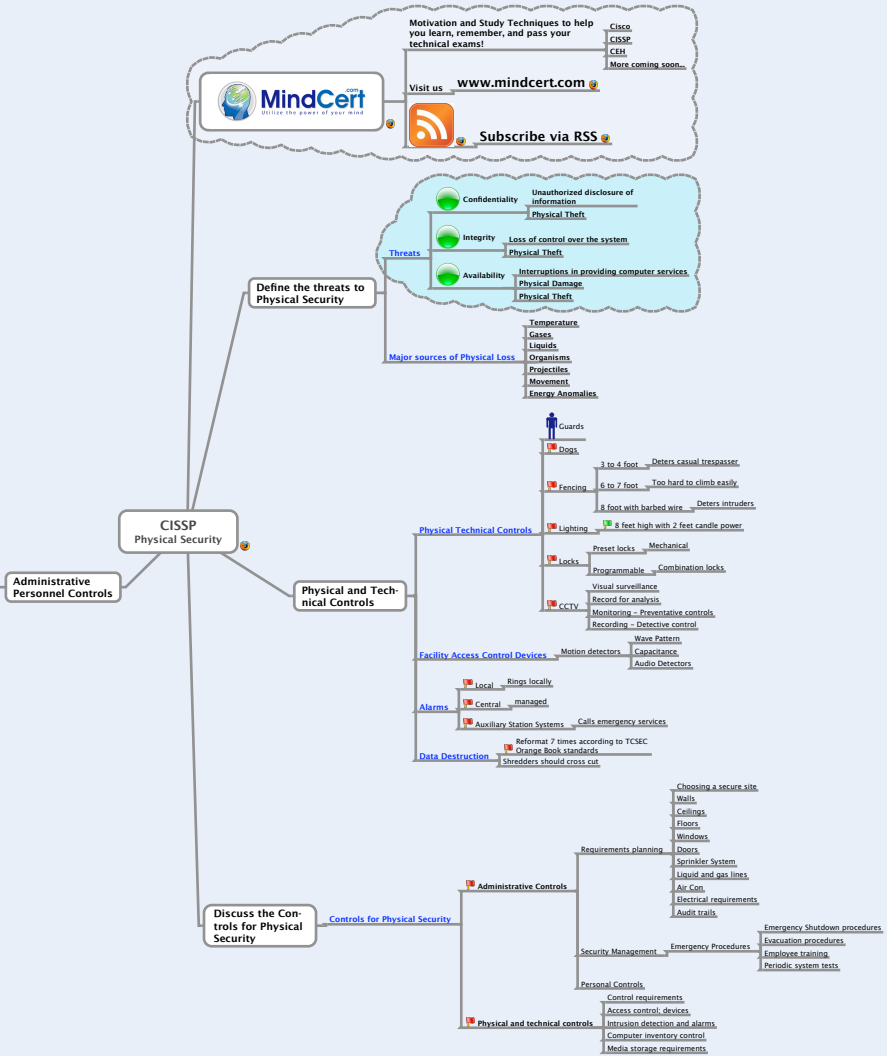 Motivation and Study Techniques to help
you learn, remember, and pass your
technical exams!
Cisco
CISSP
CEH
More coming soon...
MindCert
.com
Utilize the power of your mind
Visit us
www.mindcert.com
Subscribe via RSS
Define the threats to
Physical Security
Threats
Confidentiality
Unauthorized disclosure of
information
Physical Theft
Integrity
Loss of control over the system
Physical Theft
Availability
Interruptions in providing computer services
Physical Damage
Physical Theft
Major sources of Physical Loss
Temperature
Gases
Liquids
Organisms
Projectiles
Movement
Energy Anomalies
CISSP
Physical Security
Administrative
Personnel Controls
Physical and Tech-
nical Controls
Physical Technical Controls
Guards
Dogs
Fencing
3 to 4 foot
Deters casual trespasser
6 to 7 foot
Too hard to climb easily
8 foot with barbed wire
Deters intruders
Lighting
8 feet high with 2 feet candle power
Locks
Preset locks
Mechanical
Programmable
Combination locks
CCTV
Visual surveillance
Record for analysis
Monitoring - Preventative controls
Recording - Detective control
Facility Access Control Devices
Motion detectors
Wave Pattern
Capacitance
Audio Detectors
Alarms
Local
Rings locally
Central
managed
Auxiliary Station Systems
Calls emergency services
Data Destruction
Reformat 7 times according to TCSEC
Orange Book standards
Shredders should cross cut
Discuss the Con-
trols for Physical
Security
Controls for Physical Security
Administrative Controls
Requirements planning
Choosing a secure site
Walls
Ceilings
Floors
Windows
Doors
Sprinkler System
Liquid and gas lines
Air Con
Electrical requirements
Audit trails
Security Management
Emergency Procedures
Emergency Shutdown procedures
Evacuation procedures
Employee training
Periodic system tests
Personal Controls
Physical and technical controls
Control requirements
Access control; devices
Intrusion detection and alarms
Computer inventory control
Media storage requirements